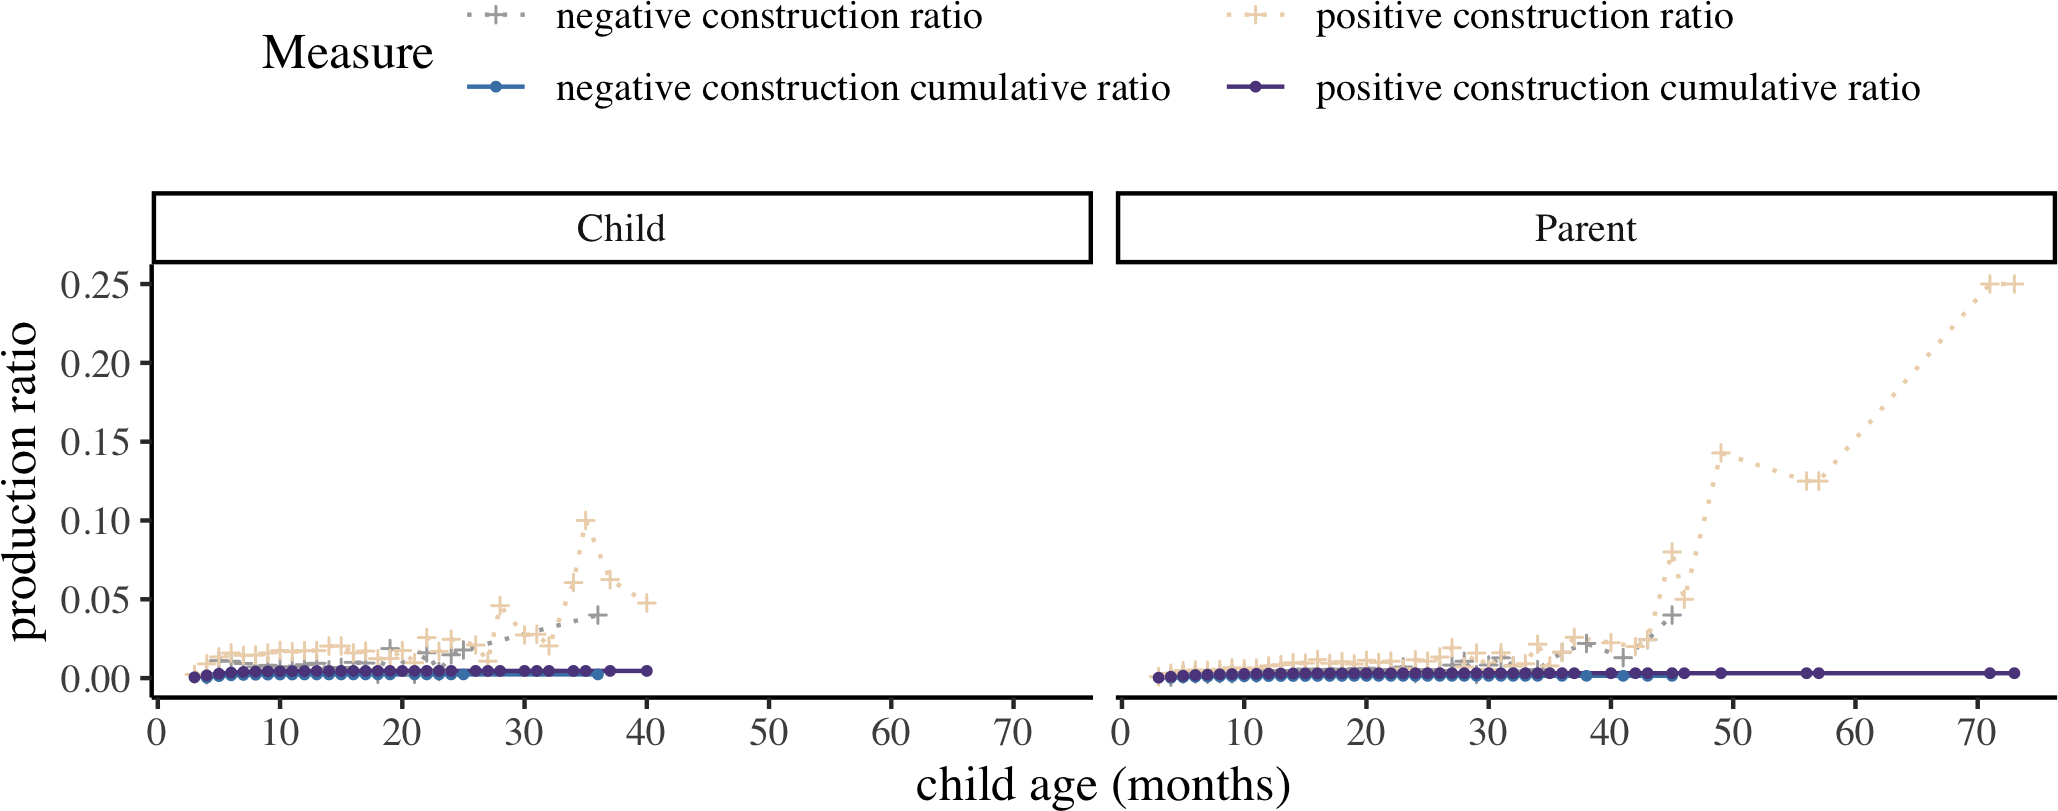 negative construction ratio
positive construction ratio
Measure
negative construction cumulative ratio
positive construction cumulative ratio
Child
Parent
0.25
0.20
0.15
0.10
0.05
0.00
production ratio
0 10 20 30 40 50 60 70
0 10 20 30 40 50 60 70
child age (months)